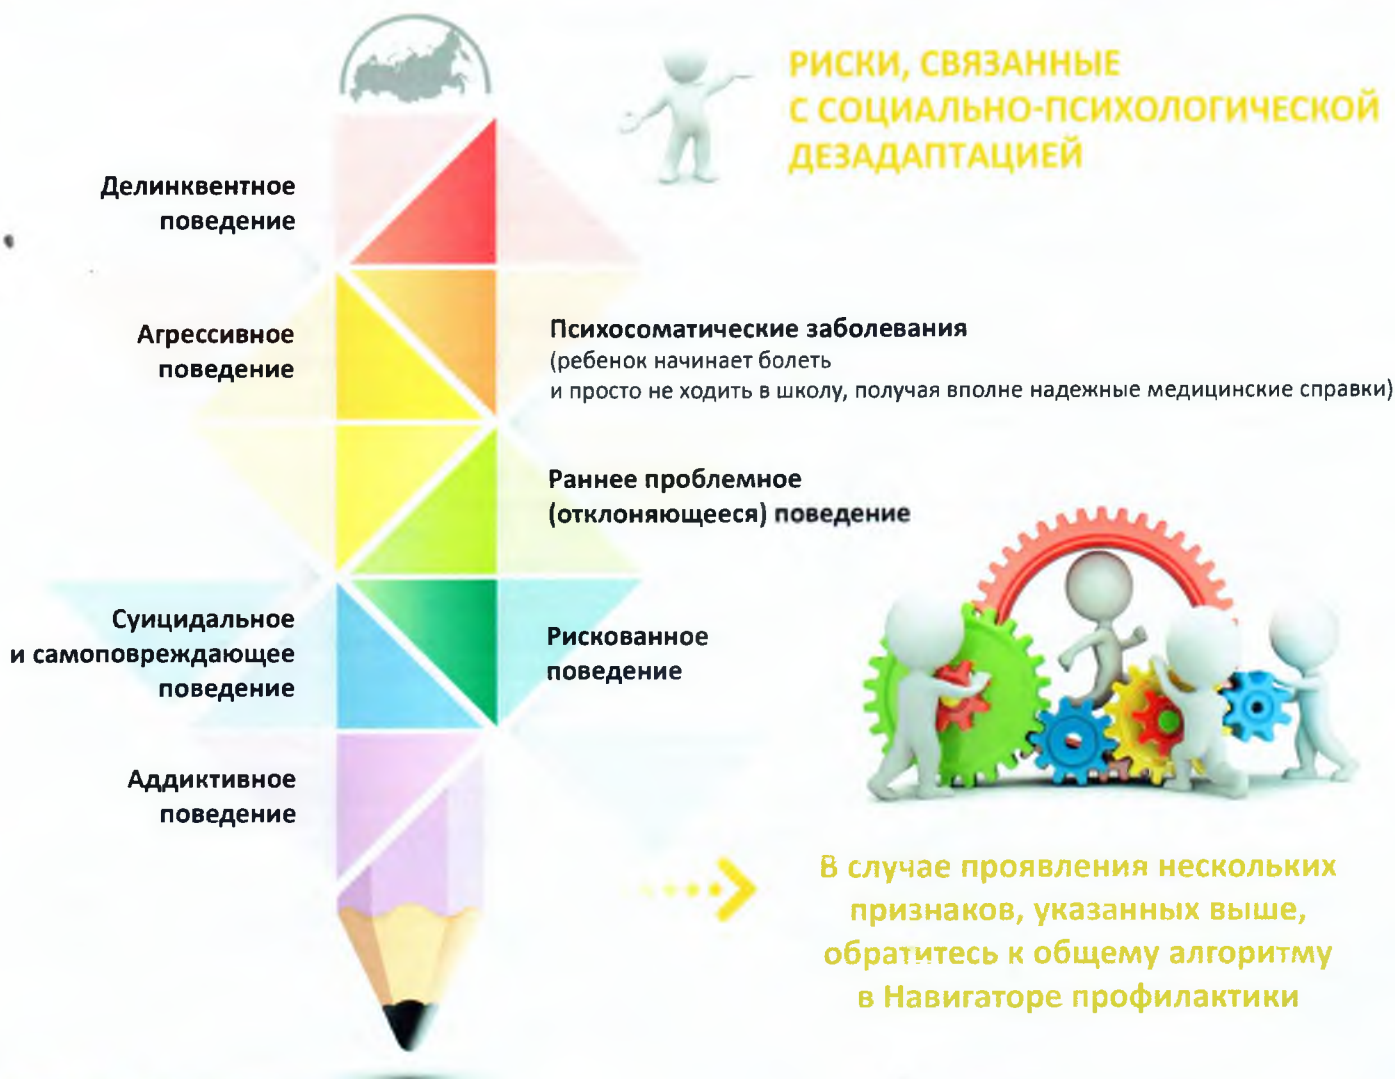 РИСКИ, СВЯЗАННЫЕ
С СОЦИАЛЬНО-ПСИХОЛОГИЧЕСКОЙ
ДЕЗАДАПТАЦИЕЙ
Делинквентное
поведение
Агрессивное
поведение
Психосоматические заболевания
(ребенок начинает болеть
и просто не ходить в школу, получая вполне надежные медицинские справки)
Раннее проблемное
(отклоняющееся) поведение
Суицидальное
и самоповреждающее
поведение
Рискованное
поведение
Аддиктивное
поведение
В случае проявления нескольких
признаков, указанных выше,
обратитесь к общему алгоритму
в Навигаторе профилактики